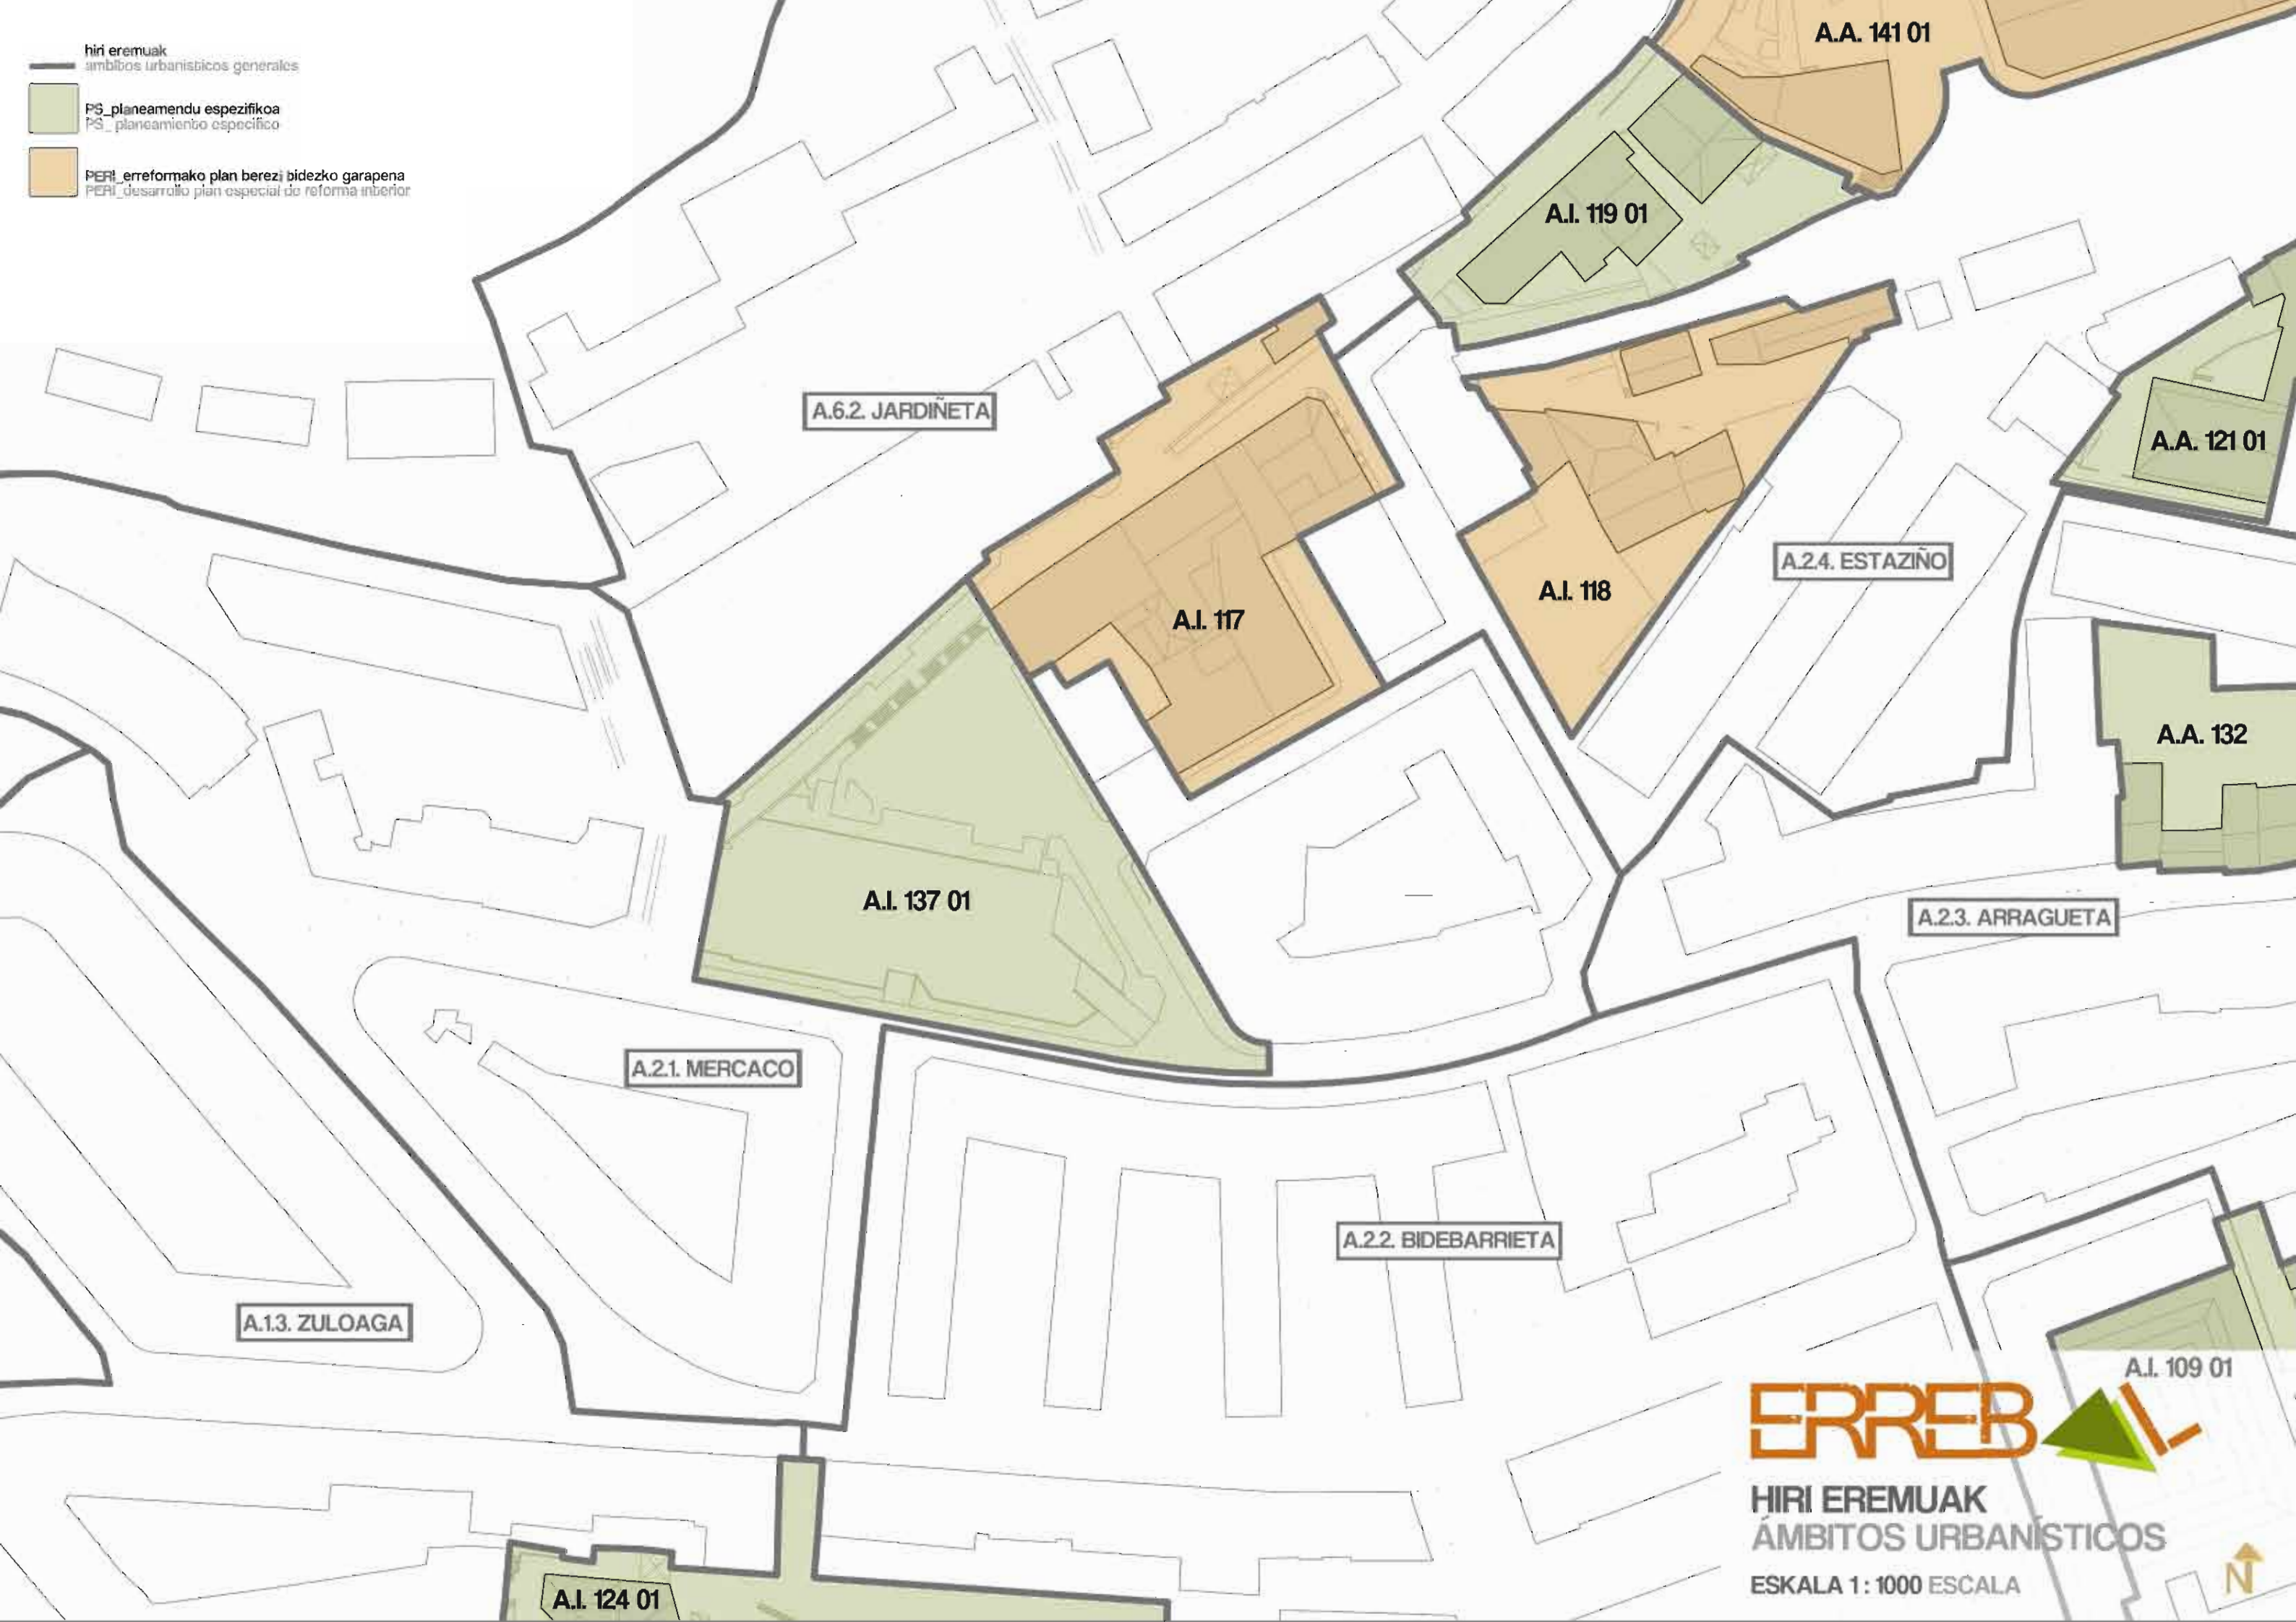 hiri eremuak
ámbitos urbanísticos generales
PS_planeamendu espezifikoa
PS_ planeamiento específico
PERI_erreformako plan berezi bidezko garapena
PERI_desarrollo plan especial de reforma interior
A.A. 141 01
A.I. 119 01
A.6.2. JARDIÑETA
A.A. 121 01
A.2.4. ESTAZIÑO
A.I. 118
A.I. 117
A.A. 132
A.I. 137 01
A.2.3. ARRAGUETA
A.2.1. MERCACO
A.2.2. BIDEBARRIETA
A.1.3. ZULOAGA
A.I. 109 01
ERREBAL
HIRI EREMUAK
ÁMBITOS URBANÍSTICOS
ESKALA 1 : 1000 ESCALA
N
A.I. 124 01